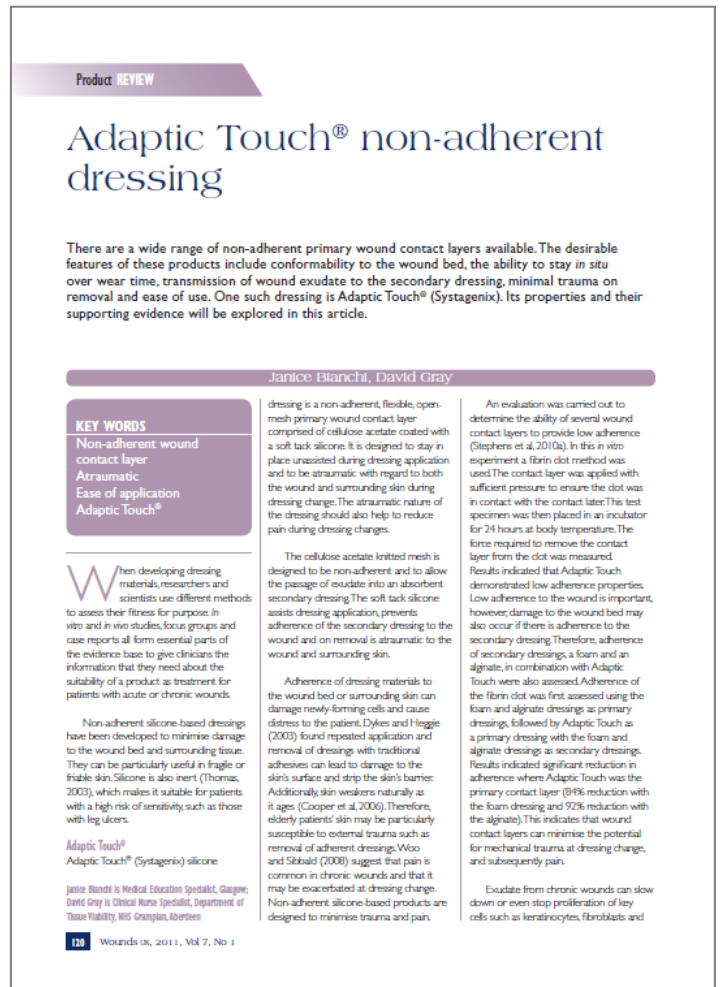 Product REVIEW
Adaptic Touch® non-adherent
dressing
There are a wide range of non-adherent primary wound contact layers available. The desirable
features of these products include conformability to the wound bed, the ability to stay in situ
over wear time, transmission of wound exudate to the secondary dressing, minimal trauma on
removal and ease of use. One such dressing is Adaptic Touch® (Systagenix). Its properties and their
supporting evidence will be explored in this article.
Janice Bianchi, David Gray
KEY WORDS
Non-adherent wound
contact layer
Atraumatic
Ease of application
Adaptic Touch®
When developing dressing
materials, researchers and
scientists use different methods
to assess their fitness for purpose. In
vitro and in vivo studies, focus groups and
case reports all form essential parts of
the evidence base to give clinicians the
information that they need about the
suitability of a product as treatment for
patients with acute or chronic wounds.
Non-adherent silicone-based dressings
have been developed to minimise damage
to the wound bed and surrounding tissue.
They can be particularly useful in fragile or
friable skin. Silicone is also inert (Thomas,
2003), which makes it suitable for patients
with a high risk of sensitivity, such as those
with leg ulcers.
Adaptic Touch®
Adaptic Touch® (Systagenix) silicone
Janice Bianchi is Medical Education Specialist, Glasgow;
David Gray is Clinical Nurse Specialist, Department of
Tissue Viability, NHS Grampian, Aberdeen
dressing is a non-adherent, flexible, open-
mesh primary wound contact layer
comprised of cellulose acetate coated with
a soft tack silicone. It is designed to stay in
place unassisted during dressing application
and to be atraumatic with regard to both
the wound and surrounding skin during
dressing change. The atraumatic nature of
the dressing should also help to reduce
pain during dressing changes.
The cellulose acetate knitted mesh is
designed to be non-adherent and to allow
the passage of exudate into an absorbent
secondary dressing. The soft tack silicone
assists dressing application, prevents
adherence of the secondary dressing to the
wound and on removal is atraumatic to the
wound and surrounding skin.
Adherence of dressing materials to
the wound bed or surrounding skin can
damage newly-forming cells and cause
distress to the patient. Dykes and Heggie
(2003) found repeated application and
removal of dressings with traditional
adhesives can lead to damage to the
skin's surface and strip the skin's barrier.
Additionally, skin weakens naturally as
it ages (Cooper et al, 2006). Therefore,
elderly patients' skin may be particularly
susceptible to external trauma such as
removal of adherent dressings. Woo
and Sibbald (2008) suggest that pain is
common in chronic wounds and that it
may be exacerbated at dressing change.
Non-adherent silicone-based products are
designed to minimise trauma and pain.
An evaluation was carried out to
determine the ability of several wound
contact layers to provide low adherence
(Stephens et al, 2010a). In this in vitro
experiment a fibrin clot method was
used. The contact layer was applied with
sufficient pressure to ensure the clot was
in contact with the contact later. This test
specimen was then placed in an incubator
for 24 hours at body temperature. The
force required to remove the contact
layer from the clot was measured.
Results indicated that Adaptic Touch
demonstrated low adherence properties.
Low adherence to the wound is important,
however, damage to the wound bed may
also occur if there is adherence to the
secondary dressing. Therefore, adherence
of secondary dressings, a foam and an
alginate, in combination with Adaptic
Touch were also assessed. Adherence of
the fibrin clot was first assessed using the
foam and alginate dressings as primary
dressings, followed by Adaptic Touch as
a primary dressing with the foam and
alginate dressings as secondary dressings.
Results indicated significant reduction in
adherence where Adaptic Touch was the
primary contact layer (84% reduction with
the foam dressing and 92% reduction with
the alginate). This indicates that wound
contact layers can minimise the potential
for mechanical trauma at dressing change,
and subsequently pain.
Exudate from chronic wounds can slow
down or even stop proliferation of key
cells such as keratinocytes, fibroblasts and
120 Wounds UK, 2011, Vol 7, No 1